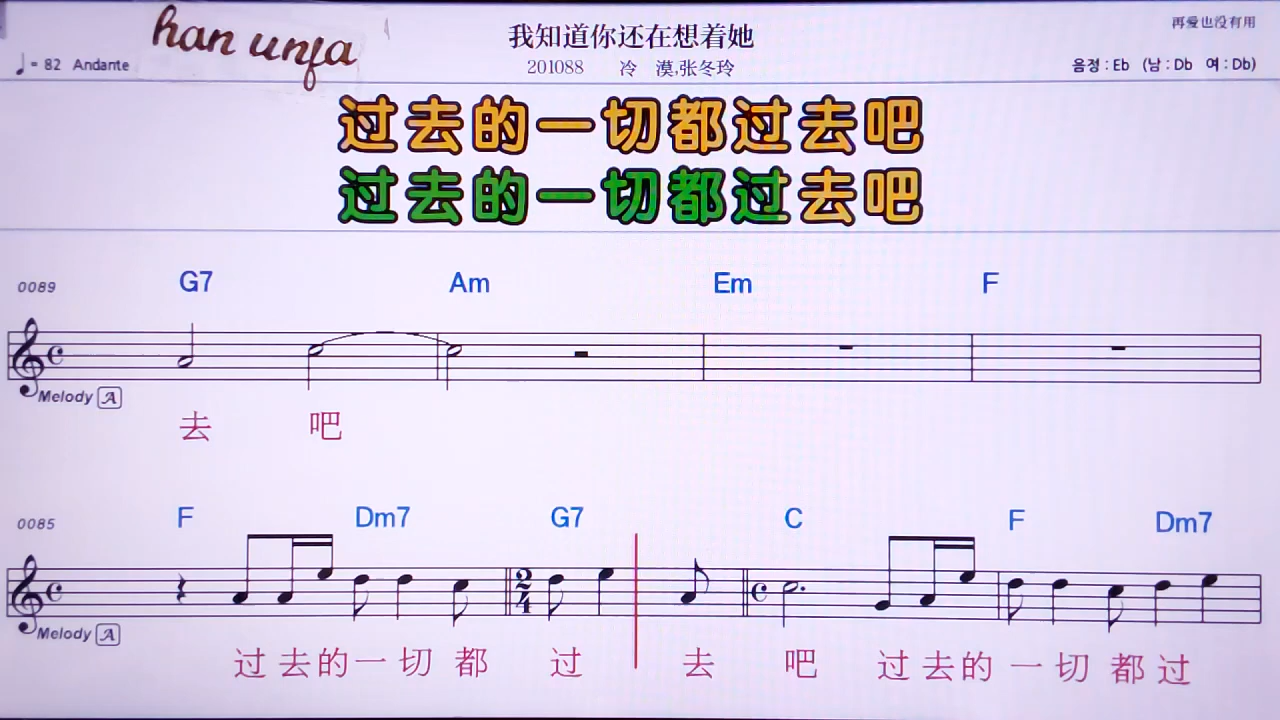 han unfa
我知道你还在想着她
再爱也没有用
♩= 82 Andante
201088 冷 漠,张冬玲
음정 : Eb (남 : Db 여 : Db)
过去的一切都过去吧
过去的一切都过去吧
0089 G7 Am Em F
Melody A
去 吧
0085 F Dm7 G7 C F Dm7
2/4
Melody A
过 去 的 一 切 都 过 去 吧 过 去 的 一 切 都 过